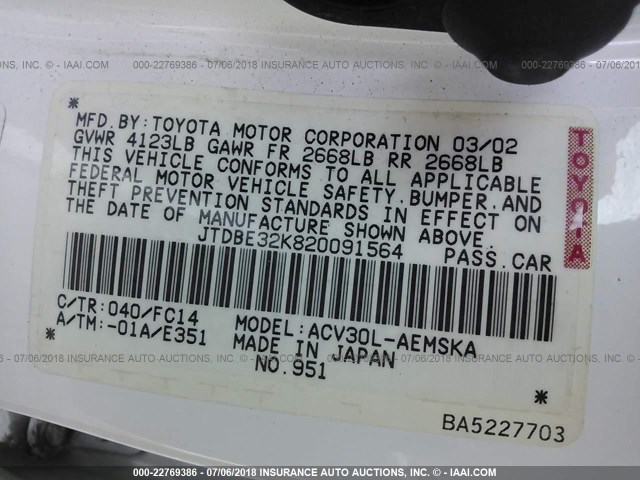 000-22769386 - 07/06/2018 INSURANCE AUTO AUCTIONS, INC. - IAAI.COM
MFD.BY:TOYOTA MOTOR CORPORATION 03/02
GVWR 4123LB GAWR FR 2668LB RR 2668LB
THIS VEHICLE CONFORMS TO ALL APPLICABLE
FEDERAL MOTOR VEHICLE SAFETY,BUMPER,AND
THEFT PREVENTION STANDARDS IN EFFECT ON
THE DATE OF MANUFACTURE SHOWN ABOVE.
JTDBE32K820091564 PASS.CAR
TOYOTA
C/TR:040/FC14
A/TM:-01A/E351
MODEL:ACV30L-AEMSKA
MADE IN JAPAN
NO.951
BA5227703
000-22769386 - 07/06/2018 INSURANCE AUTO AUCTIONS, INC. - IAAI.COM
000-22769386 - 07/06/2018 INSURANCE AUTO AUCTIONS, INC. - IAAI.COM